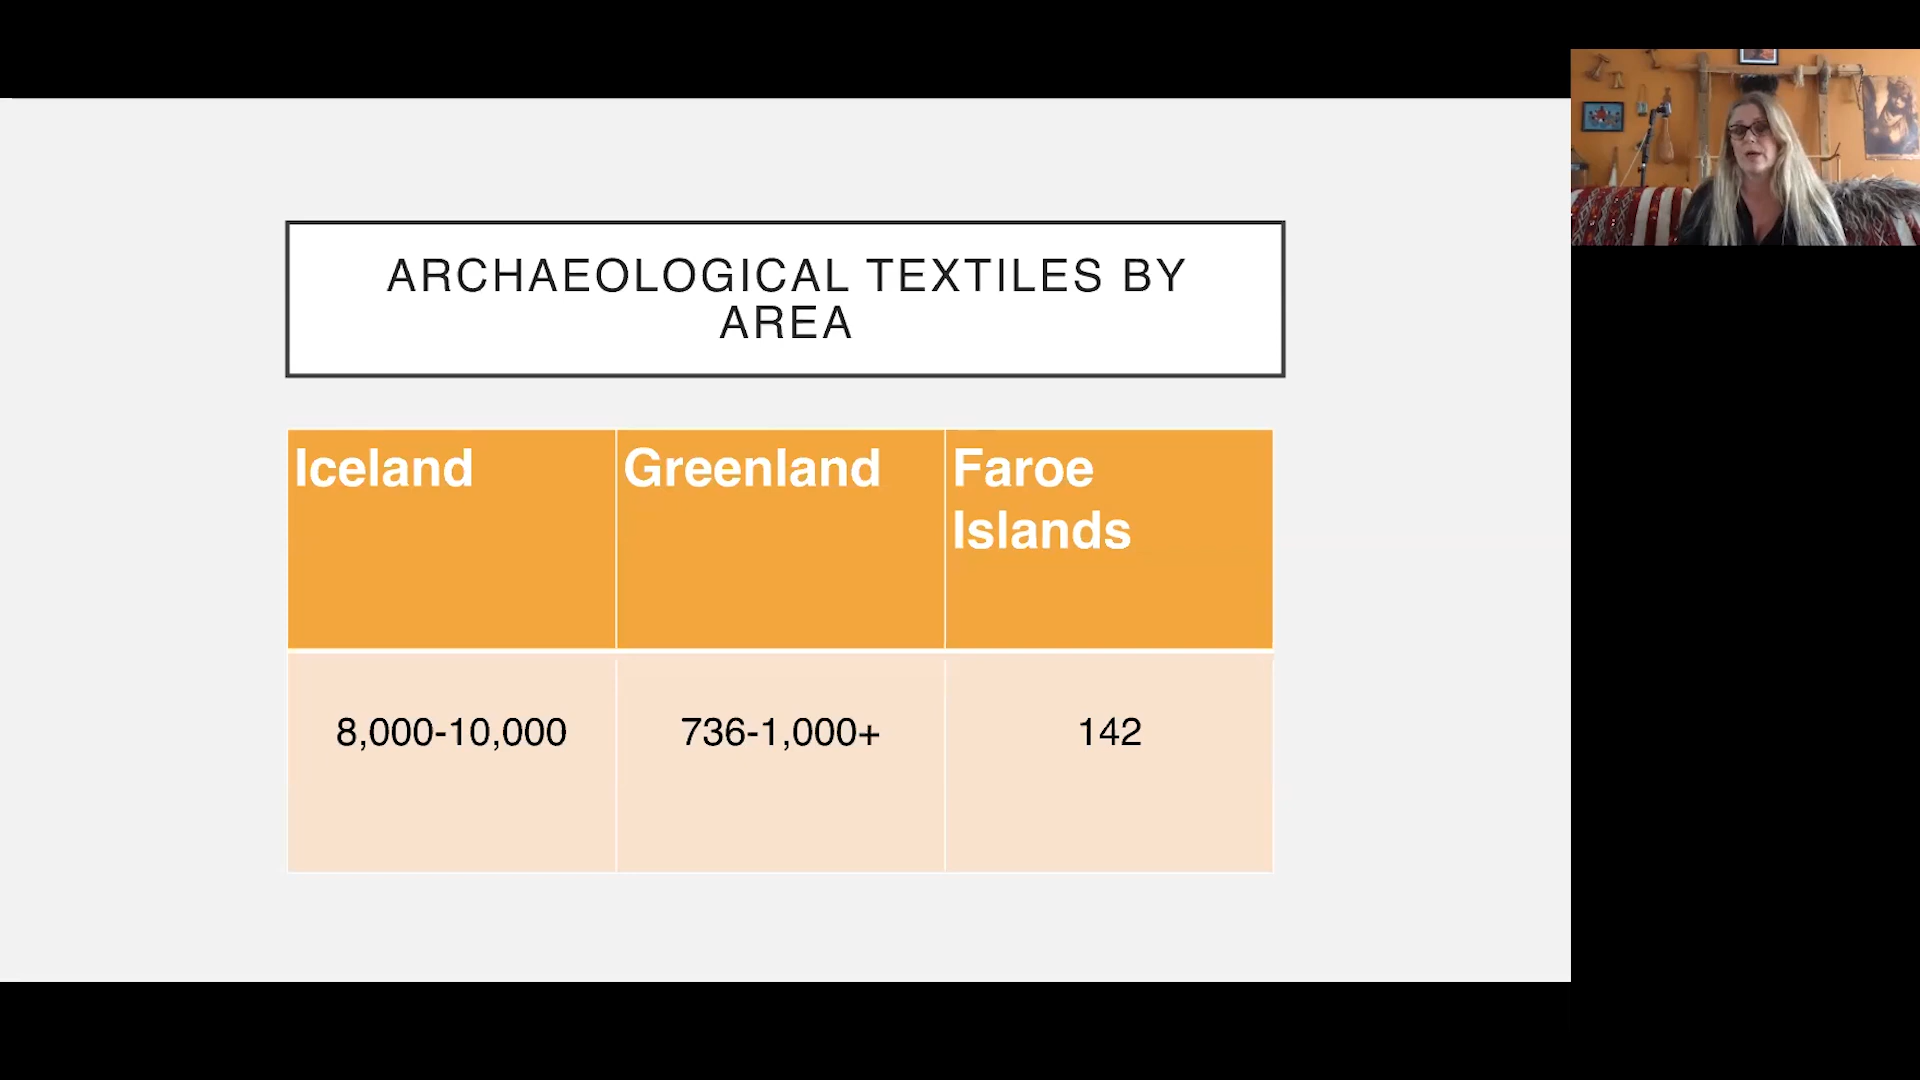 ARCHAEOLOGICAL TEXTILES BY
AREA
Iceland
Greenland
Faroe
Islands
8,000-10,000
736-1,000+
142